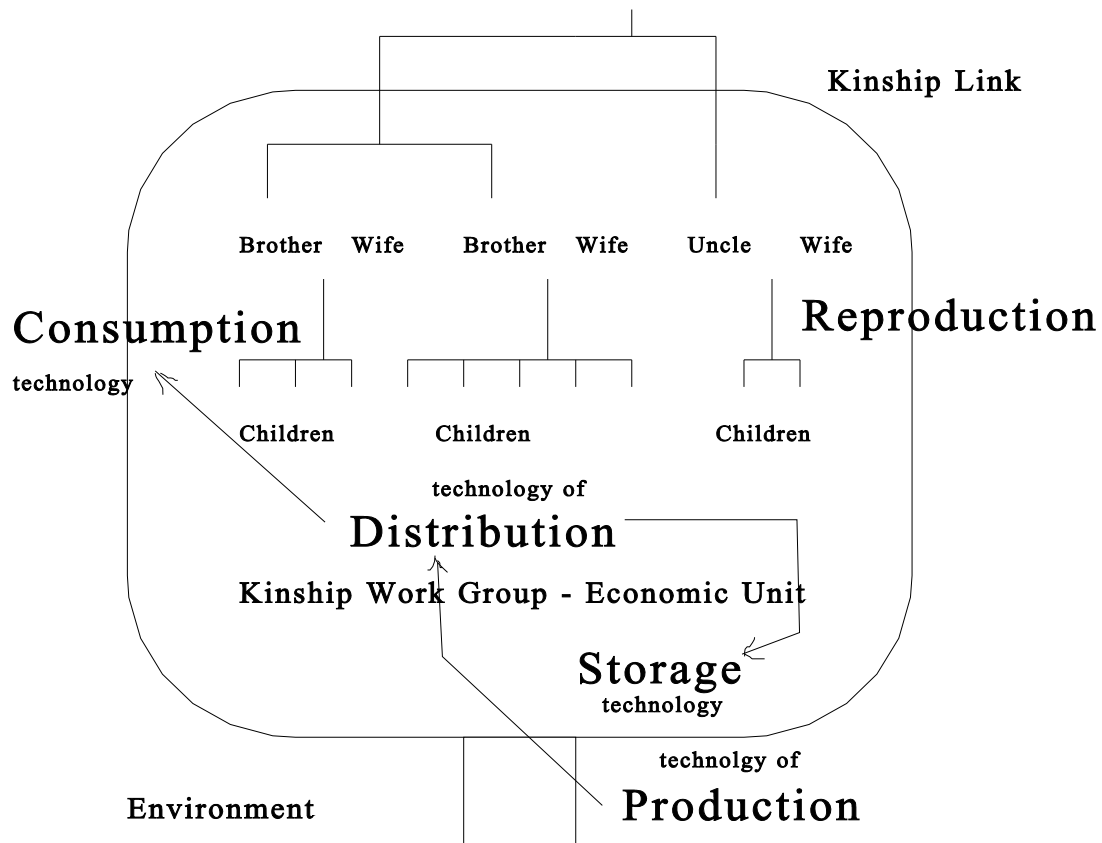 Kinship Link
Brother Wife Brother Wife Uncle Wife
Consumption
Reproduction
technology
Children Children Children
technology of
Distribution
Kinship Work Group - Economic Unit
Storage
technology
technolgy of
Environment
Production